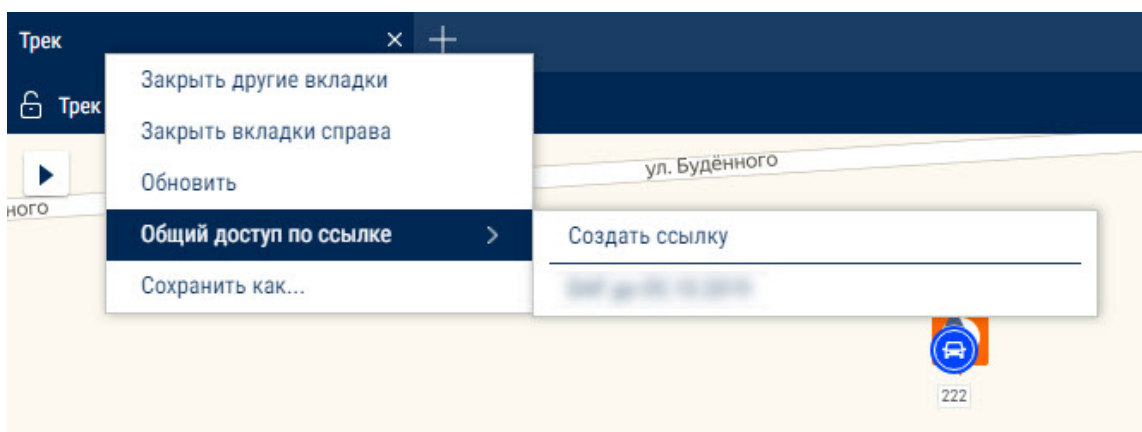 Трек
Закрыть другие вкладки
Трек
Закрыть вкладки справа
ул. Будённого
Обновить
ного
Общий доступ по ссылке
Создать ссылку
Сохранить как...
222